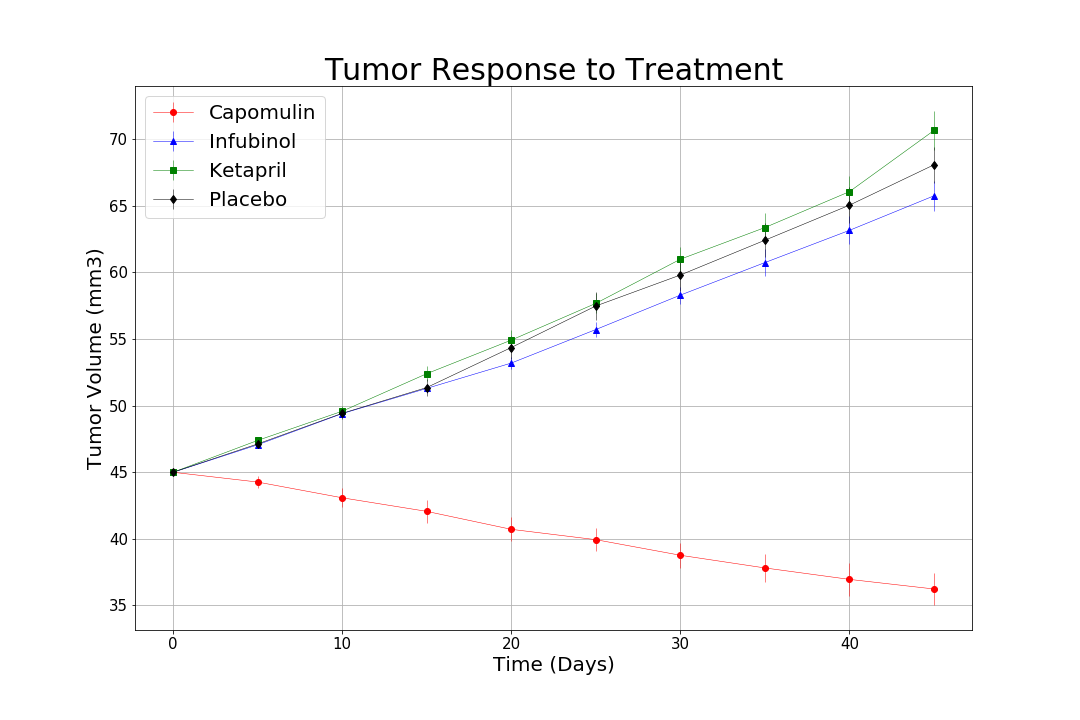 Tumor Response to Treatment
Capomulin
Infubinol
Ketapril
Placebo
Tumor Volume (mm3)
70
65
60
55
50
45
40
35
0 10 20 30 40
Time (Days)